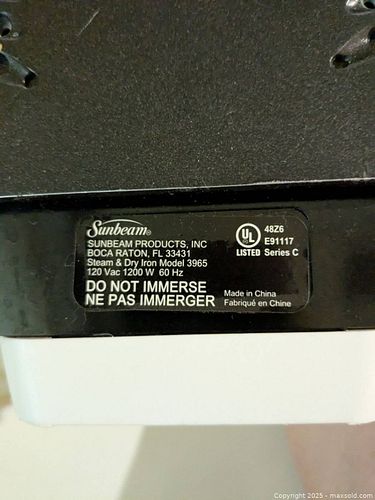 Sunbeam®
SUNBEAM PRODUCTS, INC
BOCA RATON, FL 33431
Steam & Dry Iron Model 3965
120 Vac 1200 W 60 Hz
DO NOT IMMERSE
NE PAS IMMERGER
UL
LISTED
48Z6
E91117
Series C
Made in China
Fabriqué en Chine
Copyright © 2025 - maxsold.com